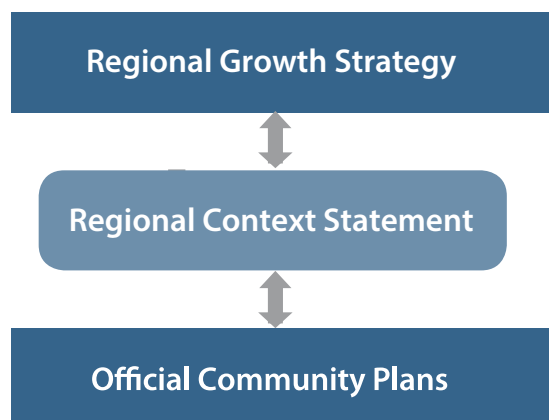 Regional Growth Strategy
Regional Context Statement
Official Community Plans